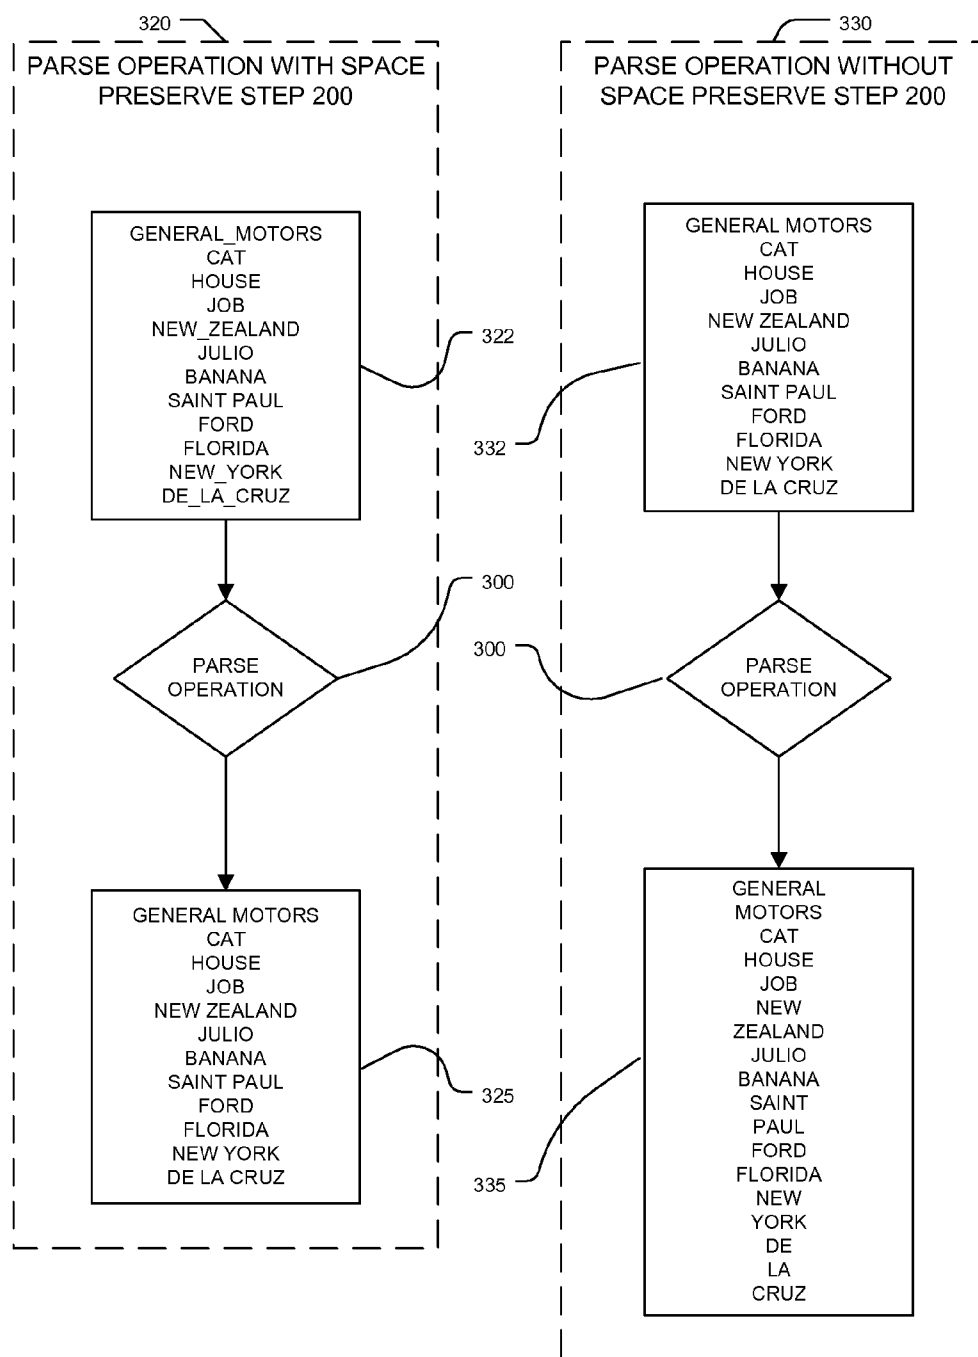 320
PARSE OPERATION WITH SPACE
PRESERVE STEP 200
GENERAL_MOTORS
CAT
HOUSE
JOB
NEW_ZEALAND
JULIO
BANANA
SAINT PAUL
FORD
FLORIDA
NEW_YORK
DE_LA_CRUZ
322
PARSE
OPERATION
300
GENERAL MOTORS
CAT
HOUSE
JOB
NEW ZEALAND
JULIO
BANANA
SAINT PAUL
FORD
FLORIDA
NEW YORK
DE LA CRUZ
325
330
PARSE OPERATION WITHOUT
SPACE PRESERVE STEP 200
GENERAL MOTORS
CAT
HOUSE
JOB
NEW ZEALAND
JULIO
BANANA
SAINT PAUL
FORD
FLORIDA
NEW YORK
DE LA CRUZ
332
PARSE
OPERATION
300
GENERAL
MOTORS
CAT
HOUSE
JOB
NEW
ZEALAND
JULIO
BANANA
SAINT
PAUL
FORD
FLORIDA
NEW
YORK
DE
LA
CRUZ
335